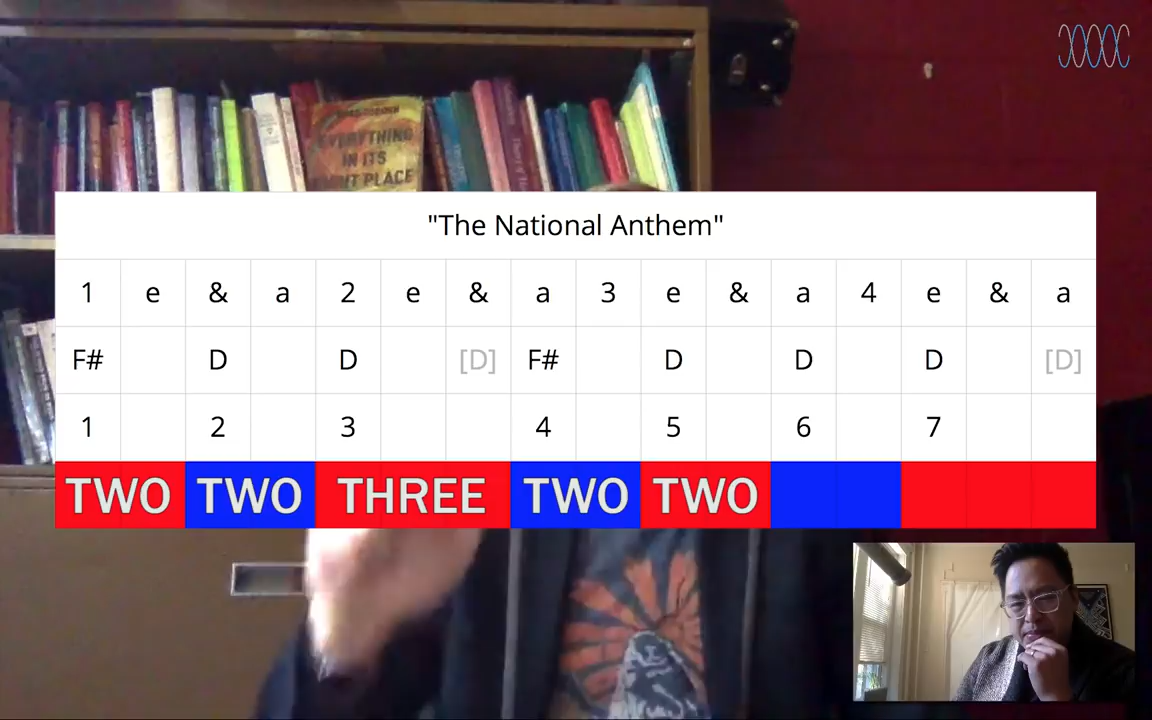 EVERYTHING
IN ITS
RIGHT PLACE
"The National Anthem"
1 e & a 2 e & a 3 e & a 4 e & a
F# D D [D] F# D D D [D]
1 2 3 4 5 6 7
TWO TWO THREE TWO TWO